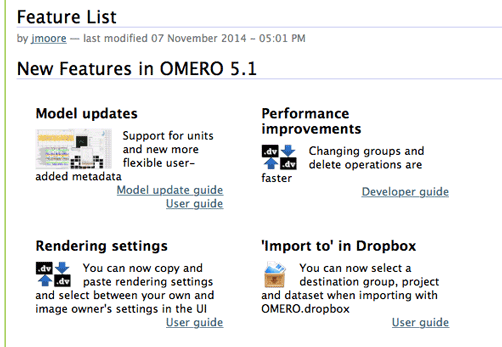 Feature List
by jmoore — last modified 07 November 2014 - 05:01 PM
New Features in OMERO 5.1
Model updates
Support for units
and new more
flexible user-
added metadata
Model update guide
User guide
Performance
improvements
.dv
.dv
Changing groups and
delete operations are
faster
Developer guide
Rendering settings
.dv
.dv
You can now copy and
paste rendering settings
and select between your own and
image owner's settings in the UI
User guide
'Import to' in Dropbox
You can now select a
destination group, project
and dataset when importing with
OMERO.dropbox
User guide